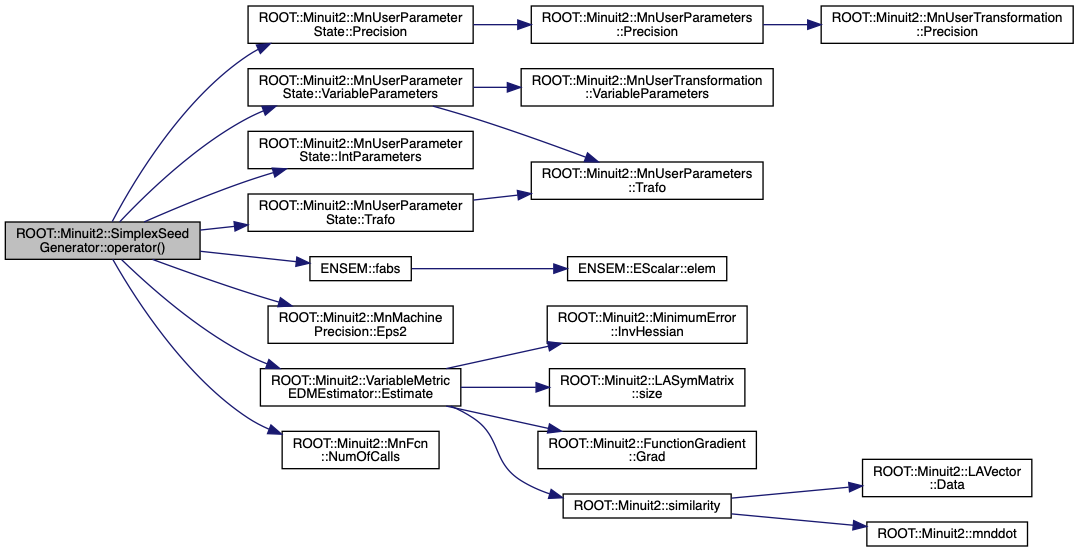 ROOT::Minuit2::SimplexSeed
Generator::operator()
ROOT::Minuit2::MnUserParameter
State::Precision
ROOT::Minuit2::MnUserParameters
::Precision
ROOT::Minuit2::MnUserTransformation
::Precision
ROOT::Minuit2::MnUserParameter
State::VariableParameters
ROOT::Minuit2::MnUserTransformation
::VariableParameters
ROOT::Minuit2::MnUserParameter
State::IntParameters
ROOT::Minuit2::MnUserParameters
::Trafo
ROOT::Minuit2::MnUserParameter
State::Trafo
ENSEM::fabs
ENSEM::EScalar::elem
ROOT::Minuit2::MnMachine
Precision::Eps2
ROOT::Minuit2::MinimumError
::InvHessian
ROOT::Minuit2::VariableMetric
EDMEstimator::Estimate
ROOT::Minuit2::LASymMatrix
::size
ROOT::Minuit2::MnFcn
::NumOfCalls
ROOT::Minuit2::FunctionGradient
::Grad
ROOT::Minuit2::similarity
ROOT::Minuit2::LAVector
::Data
ROOT::Minuit2::mnddot